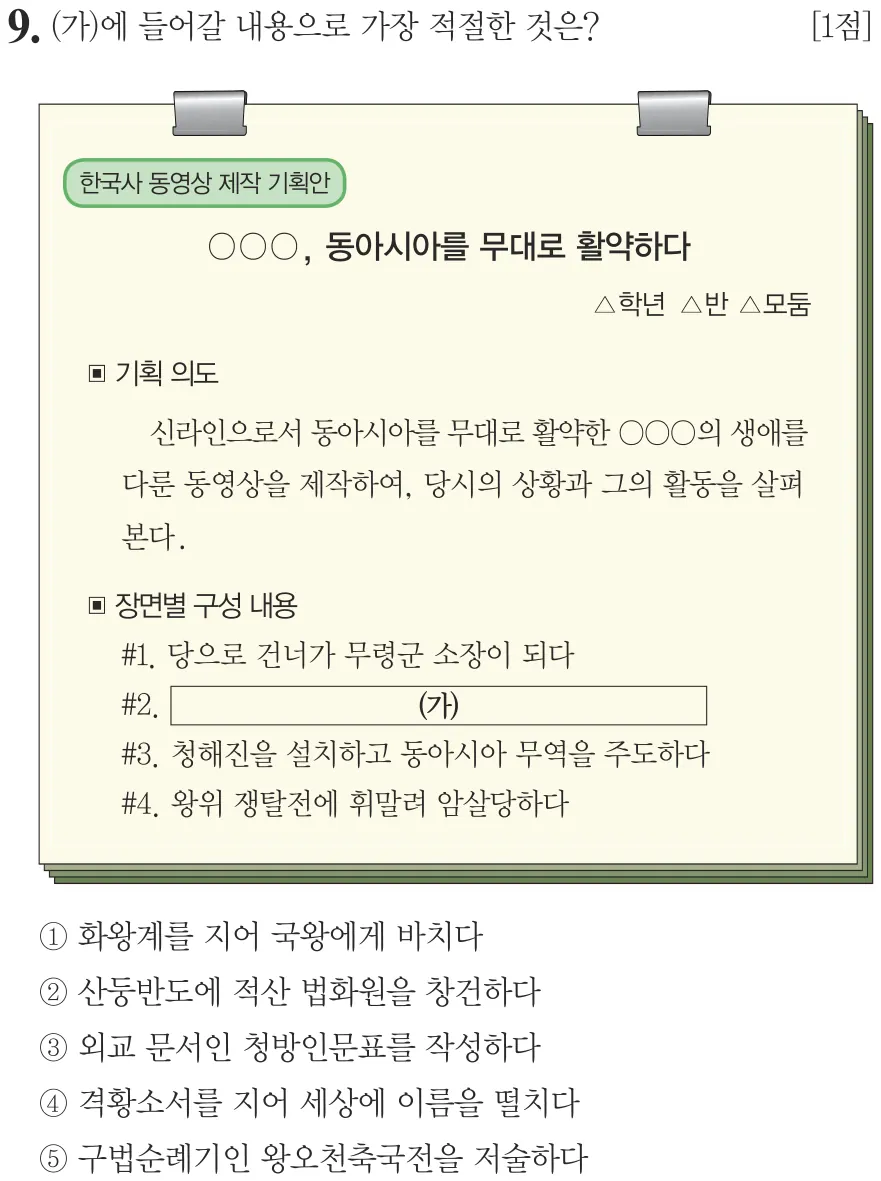 9. (가)에 들어갈 내용으로 가장 적절한 것은? [1점]
한국사 동영상 제작 기획안
○○○, 동아시아를 무대로 활약하다
△학년 △반 △모둠
▣ 기획 의도
신라인으로서 동아시아를 무대로 활약한 ○○○의 생애를
다룬 동영상을 제작하여, 당시의 상황과 그의 활동을 살펴
본다.
▣ 장면별 구성 내용
#1. 당으로 건너가 무령군 소장이 되다
#2. (가)
#3. 청해진을 설치하고 동아시아 무역을 주도하다
#4. 왕위 쟁탈전에 휘말려 암살당하다
① 화왕계를 지어 국왕에게 바치다
② 산둥반도에 적산 법화원을 창건하다
③ 외교 문서인 청방인문표를 작성하다
④ 격황소서를 지어 세상에 이름을 떨치다
⑤ 구법순례기인 왕오천축국전을 저술하다